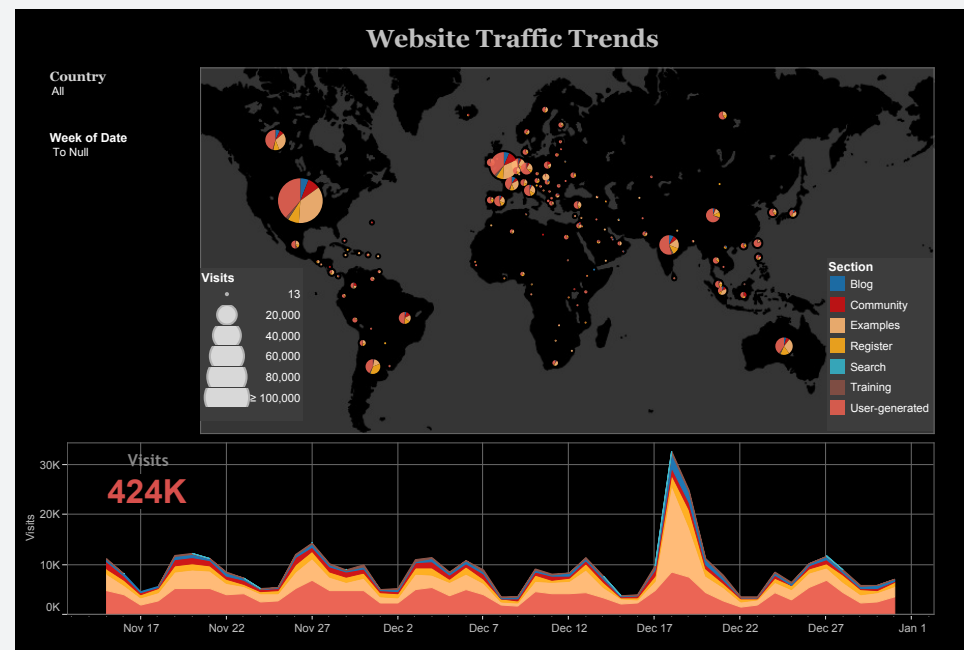 Website Traffic Trends
Country
All
Week of Date
To Null
Visits
13
20,000
40,000
60,000
80,000
≥ 100,000
Section
Blog
Community
Examples
Register
Search
Training
User-generated
Visits
424K
Visits
30K
20K
10K
0K
Nov 17
Nov 22
Nov 27
Dec 2
Dec 7
Dec 12
Dec 17
Dec 22
Dec 27
Jan 1